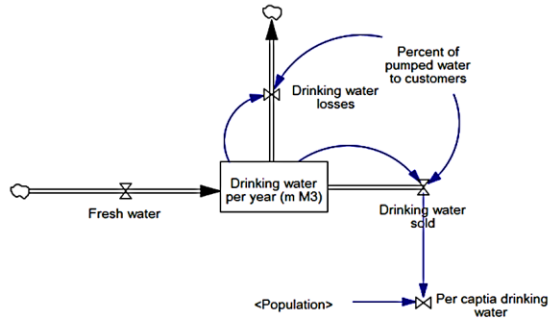 Percent of
pumped water
to customers
Drinking water
losses
Drinking water
per year (m M3)
Fresh water
Drinking water
sold
<Population>
Per captia drinking
water